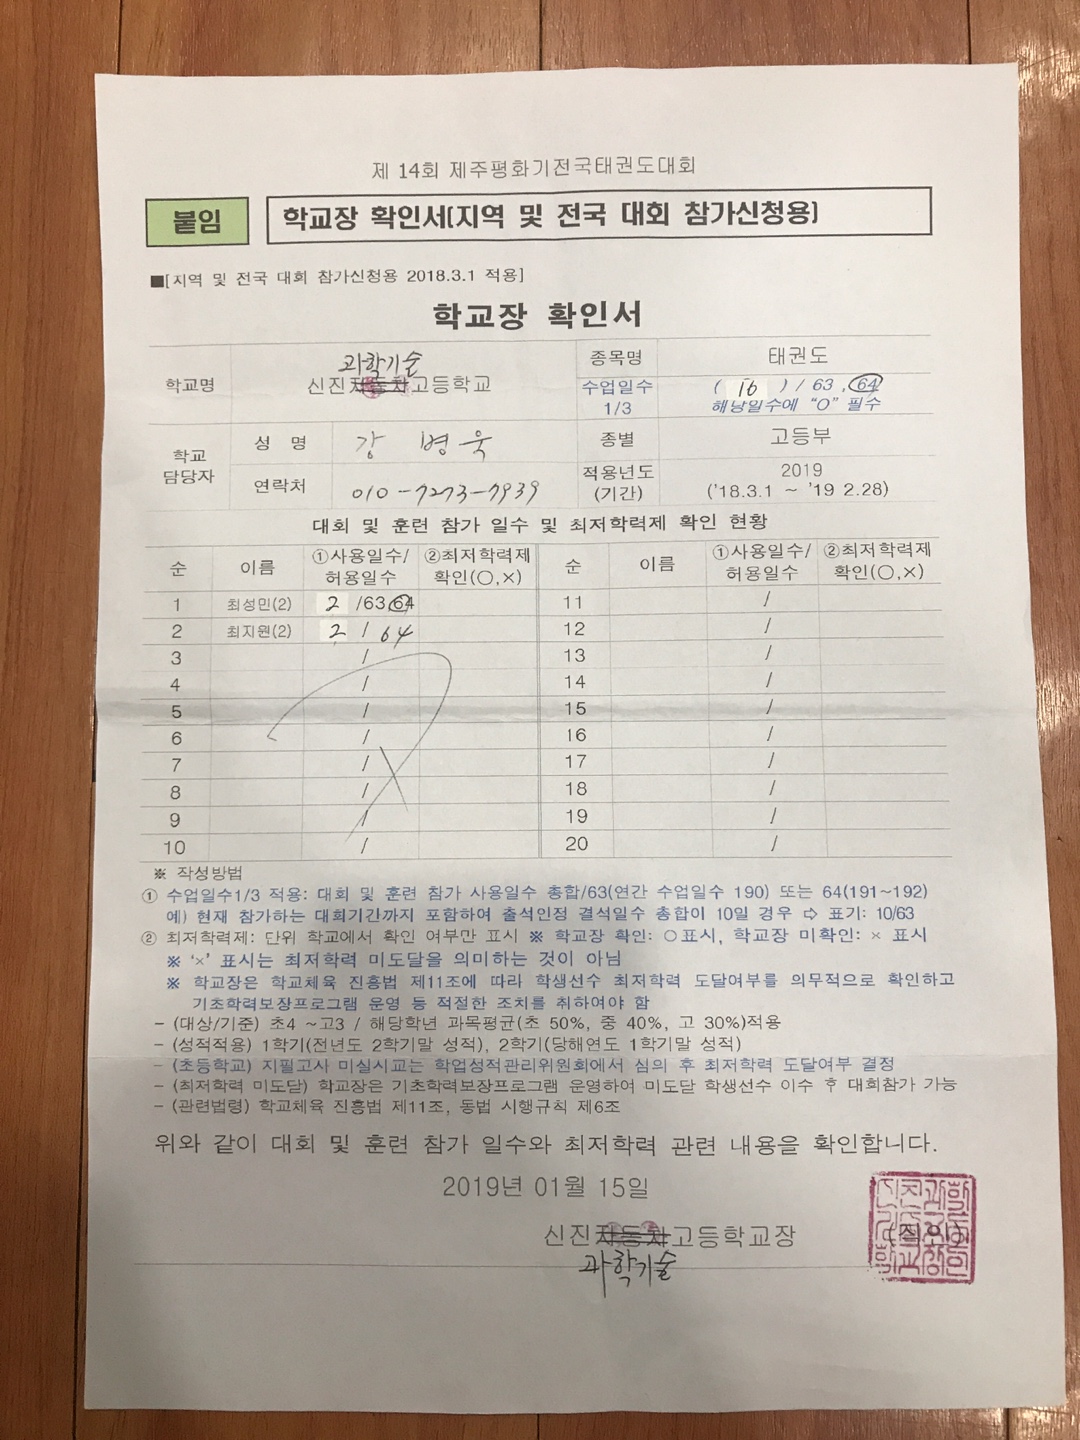 제 14회 제주평화기전국태권도대회
붙임 학교장 확인서(지역 및 전국 대회 참가신청용)
■[지역 및 전국 대회 참가신청용 2018.3.1 적용]
학교장 확인서
학교명 신진자동차고등학교 과학기술 종목명 태권도
수업일수 1/3 ( 16 ) / 63 , 64
해당일수에 "O" 필수
학교 담당자 성 명 강 병 욱 종별 고등부
연락처 010-7273-7939 적용년도 (기간) 2019
('18.3.1 ~ '19 2.28)
대회 및 훈련 참가 일수 및 최저학력제 확인 현황
순 이름 ①사용일수/허용일수 ②최저학력제 확인(○,×) 순 이름 ①사용일수/허용일수 ②최저학력제 확인(○,×)
1 최성민(2) 2 /63,64 11 /
2 최지원(2) 2 / 64 12 /
3 / 13 /
4 / 14 /
5 / 15 /
6 / 16 /
7 / 17 /
8 / 18 /
9 / 19 /
10 / 20 /
※ 작성방법
① 수업일수1/3 적용: 대회 및 훈련 참가 사용일수 총합/63(연간 수업일수 190) 또는 64(191~192)
예) 현재 참가하는 대회기간까지 포함하여 출석인정 결석일수 총합이 10일 경우 ⇨ 표기: 10/63
② 최저학력제: 단위 학교에서 확인 여부만 표시 ※ 학교장 확인: ○표시, 학교장 미확인: × 표시
※ '×' 표시는 최저학력 미도달을 의미하는 것이 아님
※ 학교장은 학교체육 진흥법 제11조에 따라 학생선수 최저학력 도달여부를 의무적으로 확인하고
기초학력보장프로그램 운영 등 적절한 조치를 취하여야 함
- (대상/기준) 초4 ~고3 / 해당학년 과목평균(초 50%, 중 40%, 고 30%)적용
- (성적적용) 1학기(전년도 2학기말 성적), 2학기(당해연도 1학기말 성적)
- (초등학교) 지필고사 미실시교는 학업성적관리위원회에서 심의 후 최저학력 도달여부 결정
- (최저학력 미도달) 학교장은 기초학력보장프로그램 운영하여 미도달 학생선수 이수 후 대회참가 가능
- (관련법령) 학교체육 진흥법 제11조, 동법 시행규칙 제6조
위와 같이 대회 및 훈련 참가 일수와 최저학력 관련 내용을 확인합니다.
2019년 01월 15일
신진자동차고등학교장 (직인)
과학기술